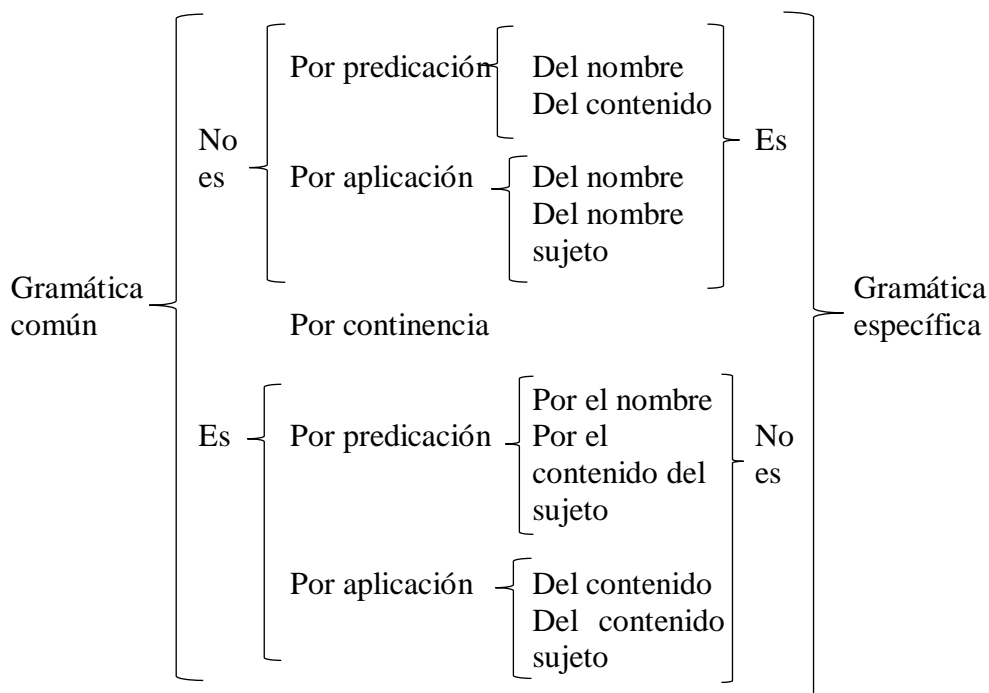 Por predicación Del nombre
Del contenido
No
es
Es
Por aplicación Del nombre
Del nombre
sujeto
Gramática
común
Gramática
específica
Por continencia
Por el nombre
Es Por predicación Por el No
contenido del es
sujeto
Por aplicación Del contenido
Del contenido
sujeto